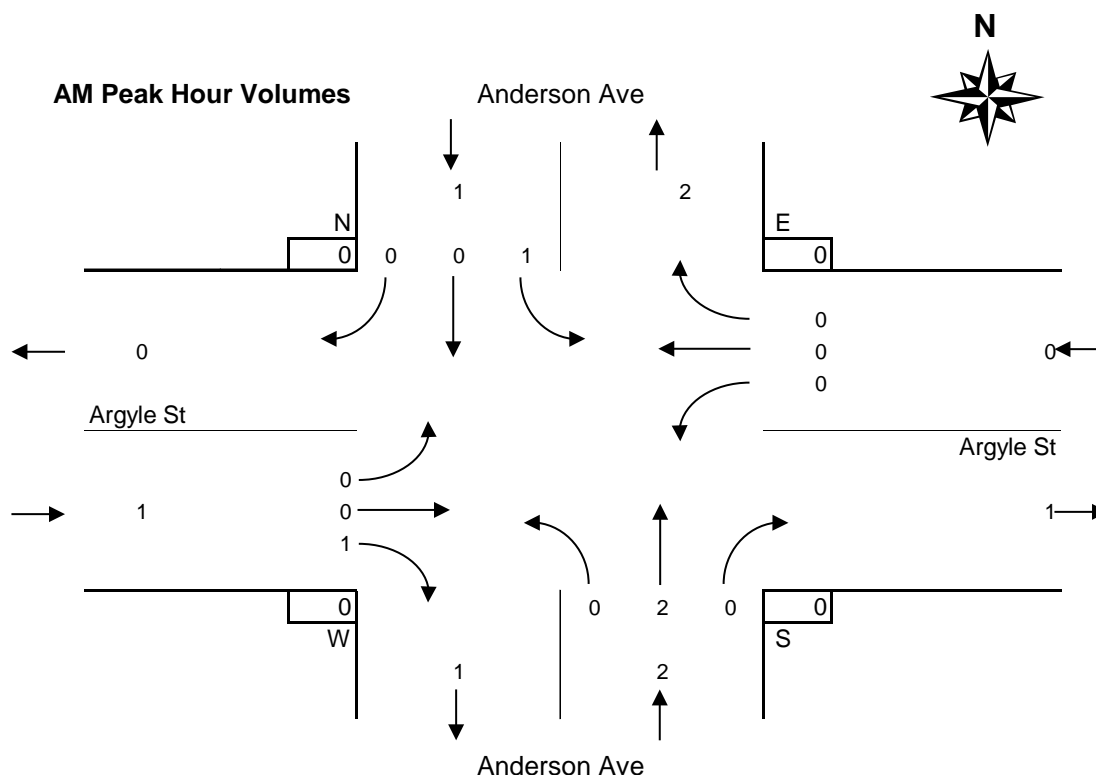 N
AM Peak Hour Volumes Anderson Ave
1 2
N E
0 0 0 1 0
0
0 0 0
0
Argyle St
Argyle St
0
1 0 1
1
0 0 2 0 0
W S
1 2
Anderson Ave